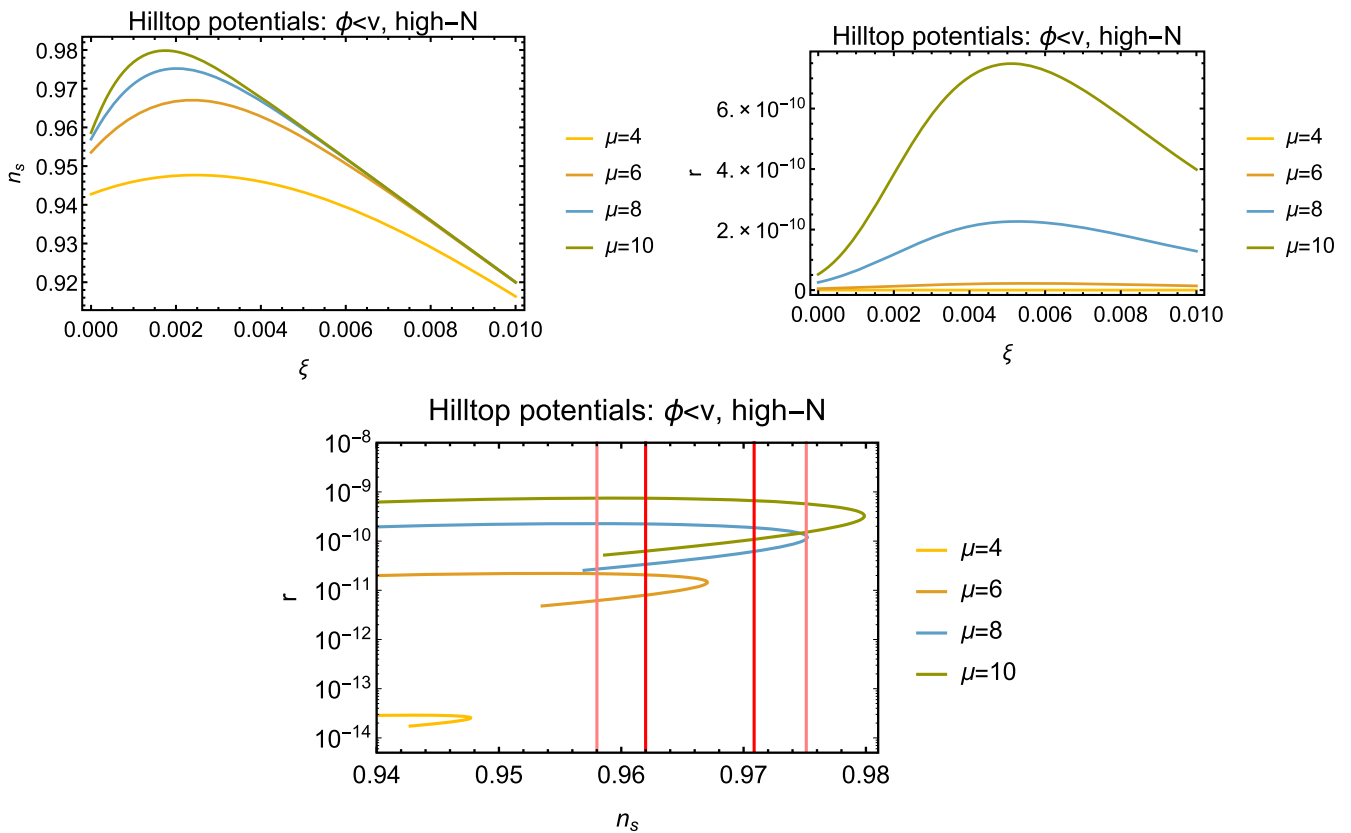 Hilltop potentials: ϕ<v, high−N
0.98
0.97
0.96
0.95
0.94
0.93
0.92
n_s
0.000 0.002 0.004 0.006 0.008 0.010
ξ
μ=4
μ=6
μ=8
μ=10
Hilltop potentials: ϕ<v, high−N
6.×10^−10
4.×10^−10
2.×10^−10
0
r
0.000 0.002 0.004 0.006 0.008 0.010
ξ
μ=4
μ=6
μ=8
μ=10
Hilltop potentials: ϕ<v, high−N
10^−8
10^−9
10^−10
10^−11
10^−12
10^−13
10^−14
r
0.94 0.95 0.96 0.97 0.98
n_s
μ=4
μ=6
μ=8
μ=10